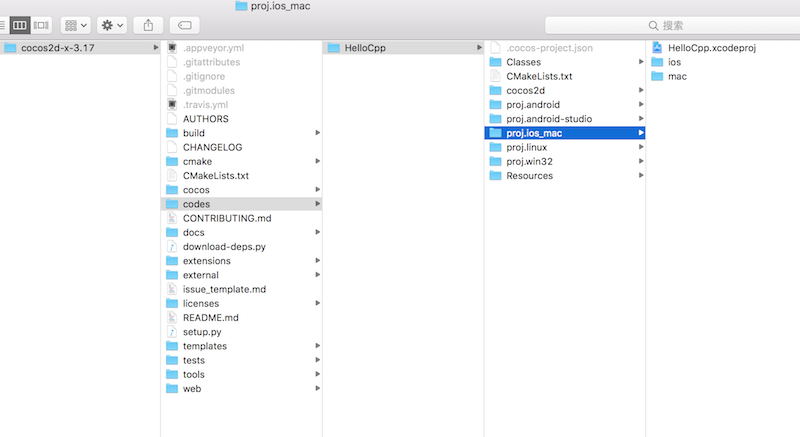 proj.ios_mac
搜索
cocos2d-x-3.17
.appveyor.yml
.gitattributes
.gitignore
.gitmodules
.travis.yml
AUTHORS
build
CHANGELOG
cmake
CMakeLists.txt
cocos
codes
CONTRIBUTING.md
docs
download-deps.py
extensions
external
issue_template.md
licenses
README.md
setup.py
templates
tests
tools
web
HelloCpp
.cocos-project.json
Classes
CMakeLists.txt
cocos2d
proj.android
proj.android-studio
proj.ios_mac
proj.linux
proj.win32
Resources
HelloCpp.xcodeproj
ios
mac